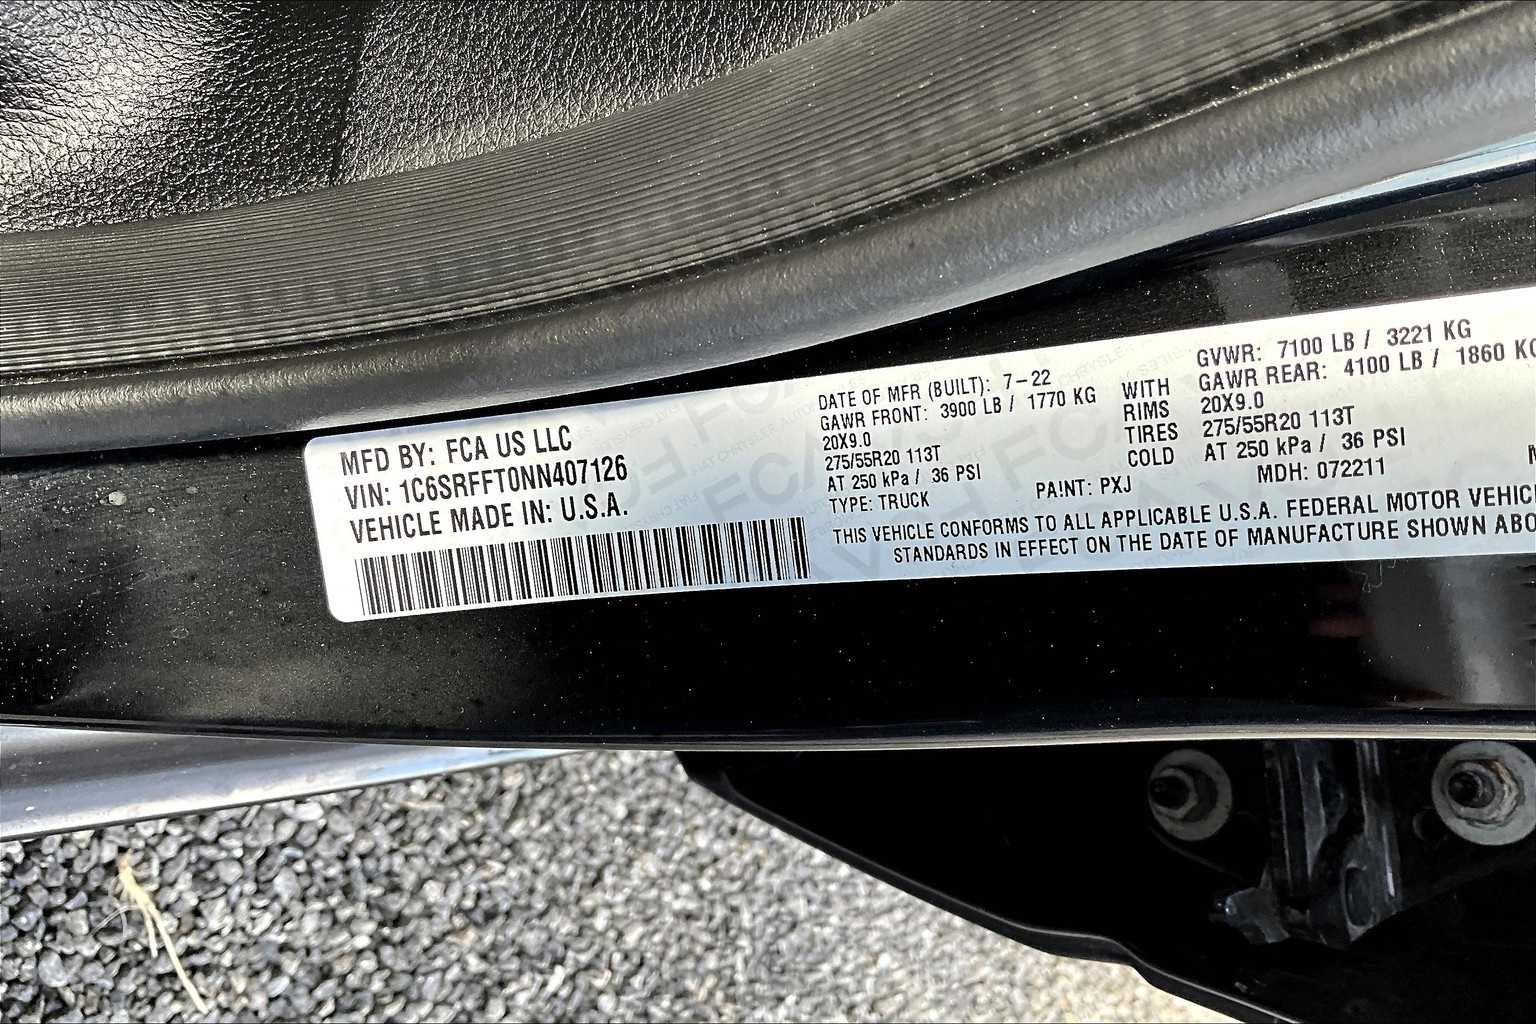 MFD BY: FCA US LLC
VIN: 1C6SRFFT0NN407126
VEHICLE MADE IN: U.S.A.
DATE OF MFR (BUILT): 7-22
GAWR FRONT: 3900 LB / 1770 KG
20X9.0
275/55R20 113T
AT 250 kPa / 36 PSI
TYPE: TRUCK
WITH
RIMS
TIRES
COLD
GVWR: 7100 LB / 3221 KG
GAWR REAR: 4100 LB / 1860 KG
20X9.0
275/55R20 113T
AT 250 kPa / 36 PSI
PAINT: PXJ
MDH: 072211
THIS VEHICLE CONFORMS TO ALL APPLICABLE U.S.A. FEDERAL MOTOR
STANDARDS IN EFFECT ON THE DATE OF MANUFACTURE SHOWN